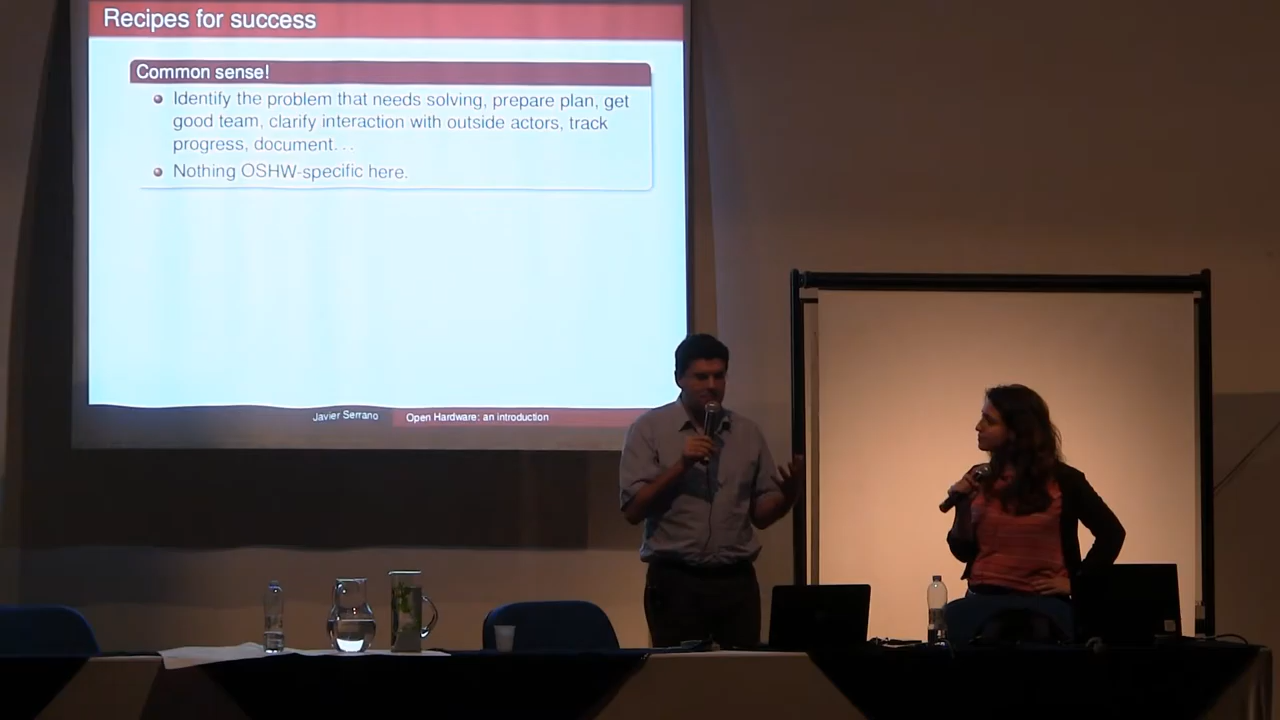 Recipes for success
Common sense!
Identify the problem that needs solving, prepare plan, get
good team, clarify interaction with outside actors, track
progress, document...
Nothing OSHW-specific here.
Javier Serrano
Open Hardware: an introduction